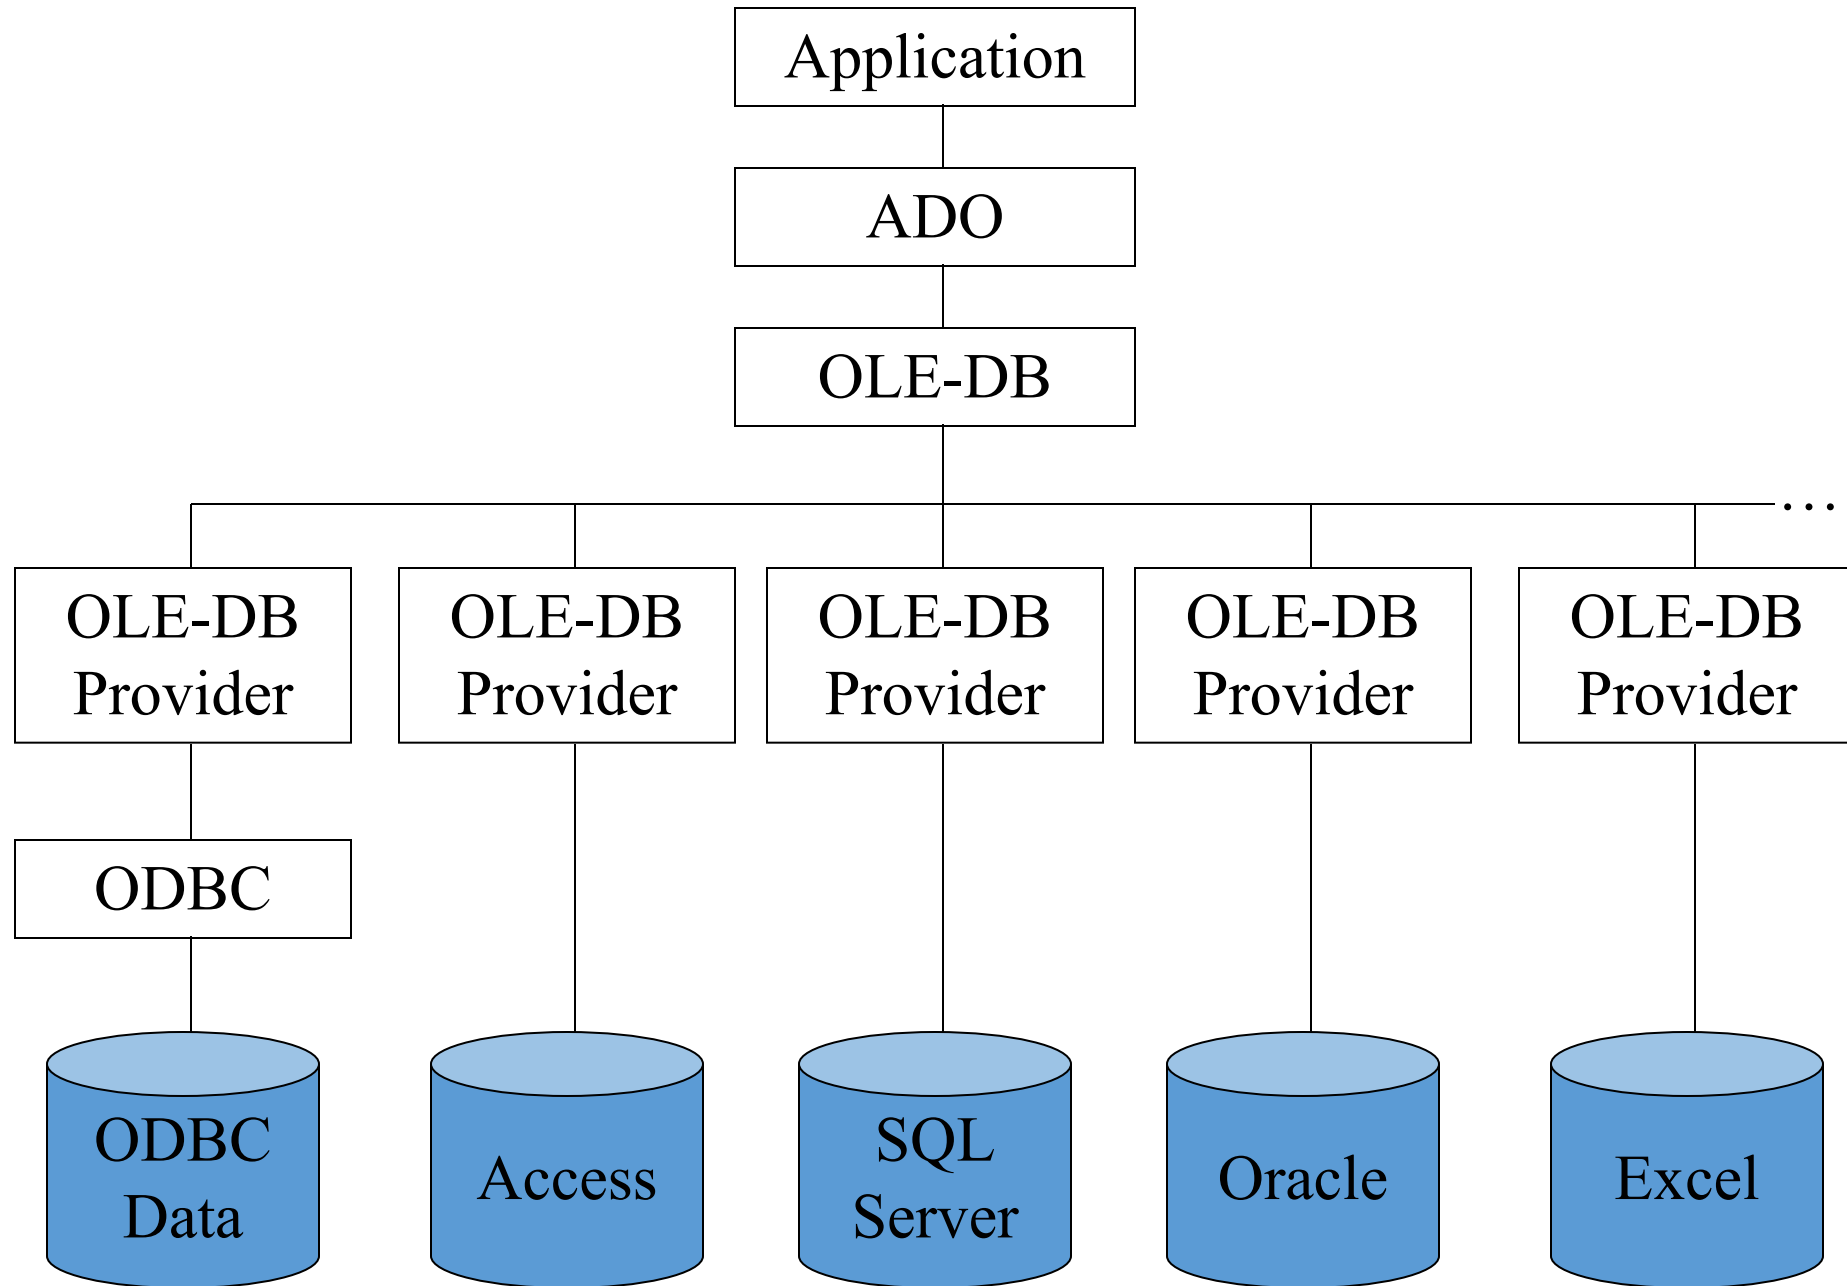 Application
ADO
OLE-DB
...
OLE-DB
Provider
OLE-DB
Provider
OLE-DB
Provider
OLE-DB
Provider
OLE-DB
Provider
ODBC
ODBC
Data
Access
SQL
Server
Oracle
Excel